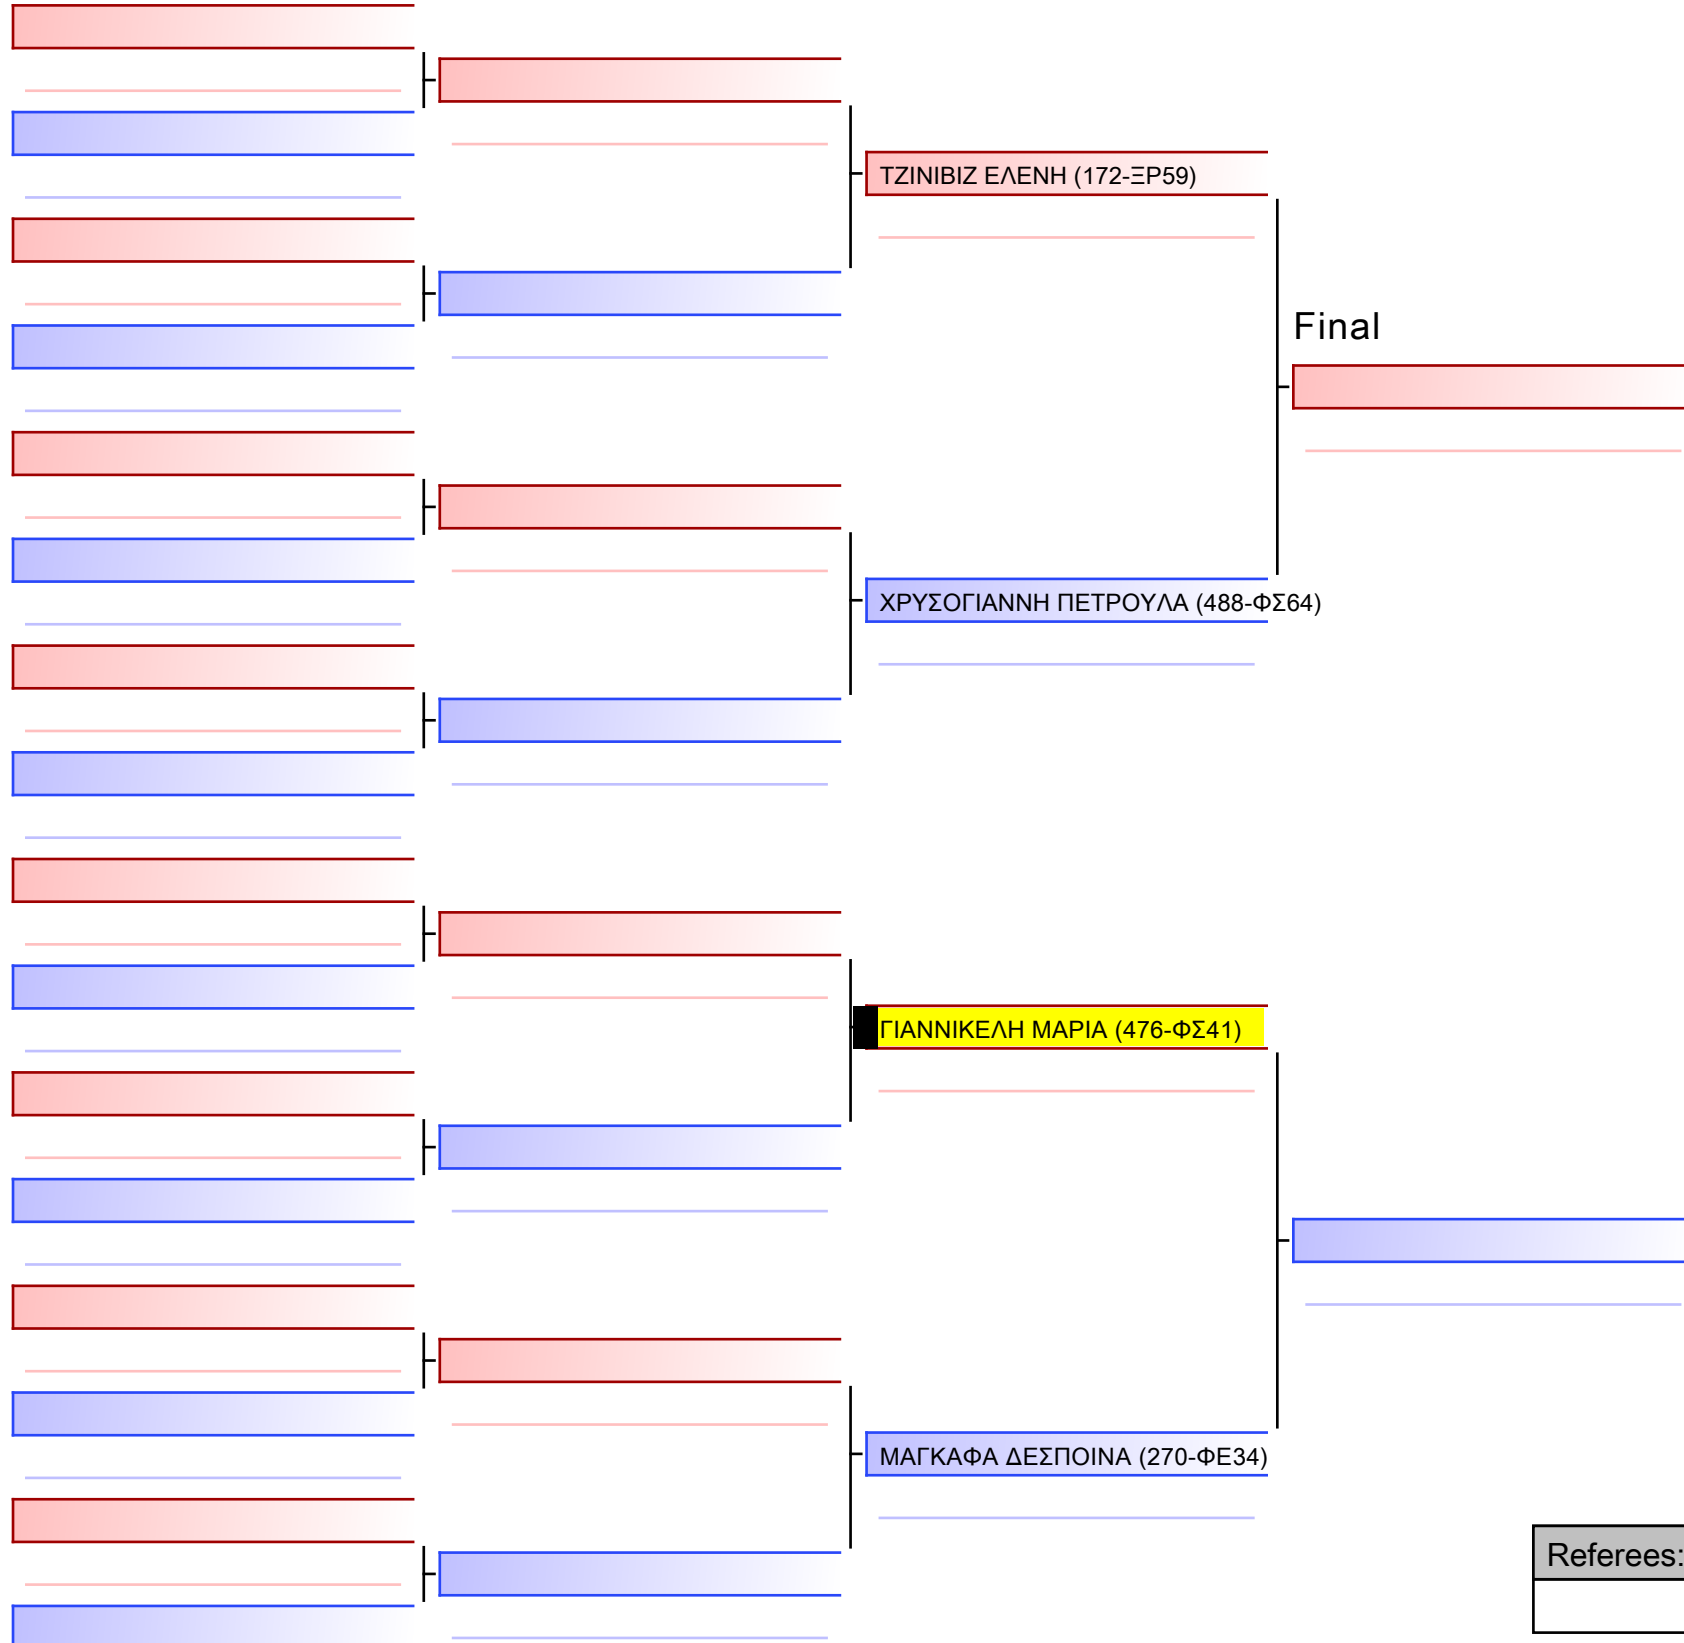 ΤΖΙΝΙΒΙΖ ΕΛΕΝΗ (172-ΞΡ59)
Final
ΧΡΥΣΟΓΙΑΝΝΗ ΠΕΤΡΟΥΛΑ (488-ΦΣ64)
ΓΙΑΝΝΙΚΕΛΗ ΜΑΡΙΑ (476-ΦΣ41)
ΜΑΓΚΑΦΑ ΔΕΣΠΟΙΝΑ (270-ΦΕ34)
Referees: